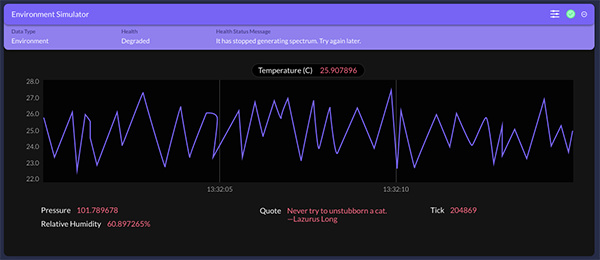 Environment Simulator
Data Type Health Health Status Message
Environment Degraded It has stopped generating spectrum. Try again later.
Temperature (C) 25.907896
28.0
27.0
26.0
25.0
24.0
23.0
22.0
13:32:05 13:32:10
Pressure 101.789678 Quote Never try to unstubborn a cat. Tick 204869
—Lazurus Long
Relative Humidity 60.897265%